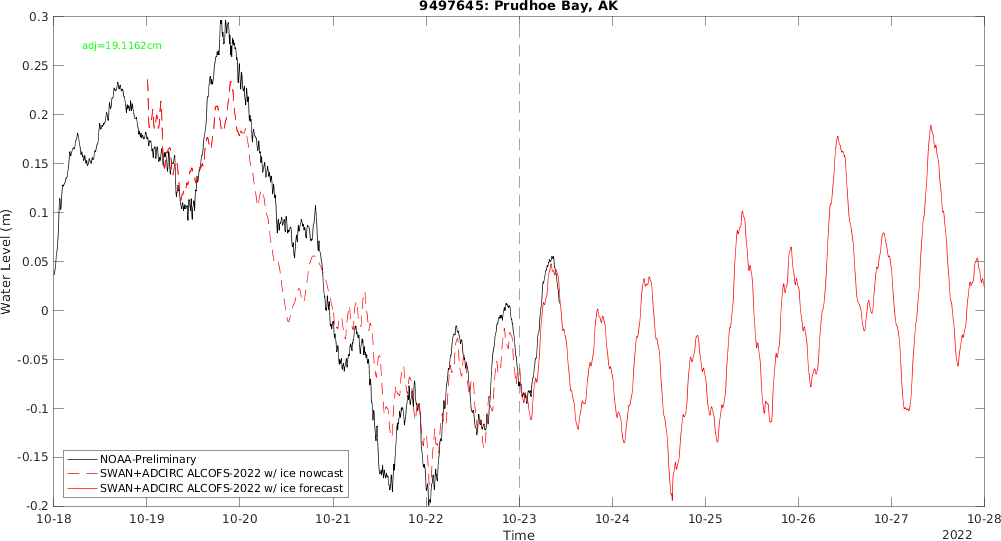 9497645: Prudhoe Bay, AK
adj=19.1162cm
0.3
0.25
0.2
0.15
0.1
0.05
0
-0.05
-0.1
-0.15
-0.2
Water Level (m)
NOAA-Preliminary
SWAN+ADCIRC ALCOFS-2022 w/ ice nowcast
SWAN+ADCIRC ALCOFS-2022 w/ ice forecast
10-18 10-19 10-20 10-21 10-22 10-23 10-24 10-25 10-26 10-27 10-28
Time
2022